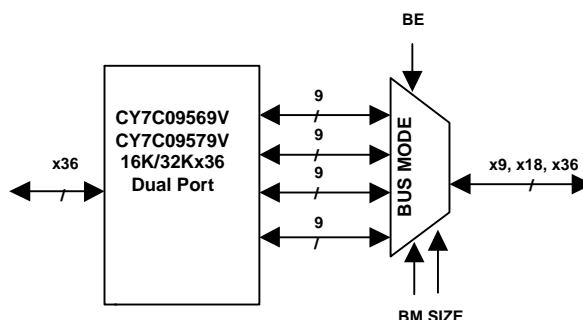 BE
CY7C09569V
CY7C09579V
16K/32Kx36
Dual Port
x36
9
9
9
9
BUS MODE
x9, x18, x36
BM SIZE